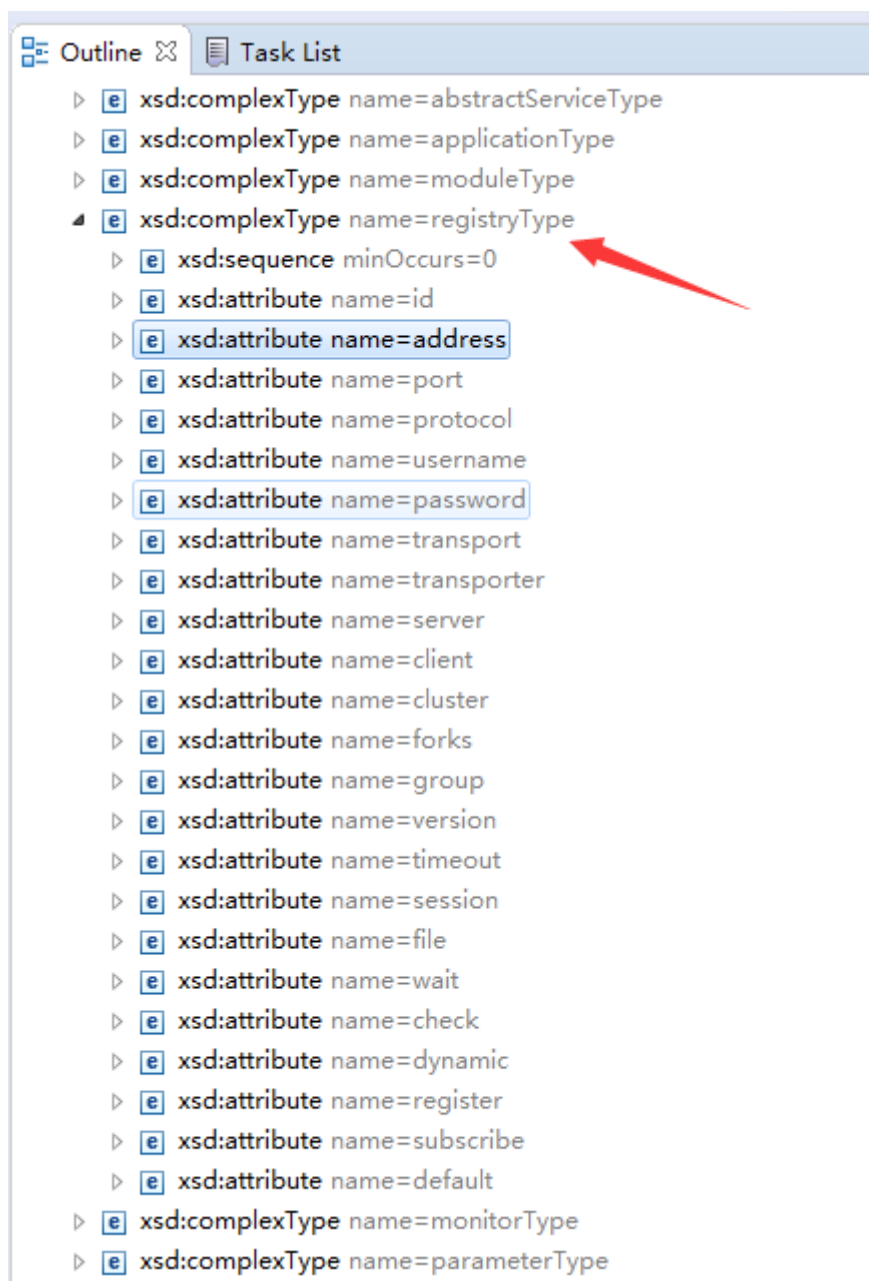 Outline Task List
xsd:complexType name=abstractServiceType
xsd:complexType name=applicationType
xsd:complexType name=moduleType
xsd:complexType name=registryType
xsd:sequence minOccurs=0
xsd:attribute name=id
xsd:attribute name=address
xsd:attribute name=port
xsd:attribute name=protocol
xsd:attribute name=username
xsd:attribute name=password
xsd:attribute name=transport
xsd:attribute name=transporter
xsd:attribute name=server
xsd:attribute name=client
xsd:attribute name=cluster
xsd:attribute name=forks
xsd:attribute name=group
xsd:attribute name=version
xsd:attribute name=timeout
xsd:attribute name=session
xsd:attribute name=file
xsd:attribute name=wait
xsd:attribute name=check
xsd:attribute name=dynamic
xsd:attribute name=register
xsd:attribute name=subscribe
xsd:attribute name=default
xsd:complexType name=monitorType
xsd:complexType name=parameterType